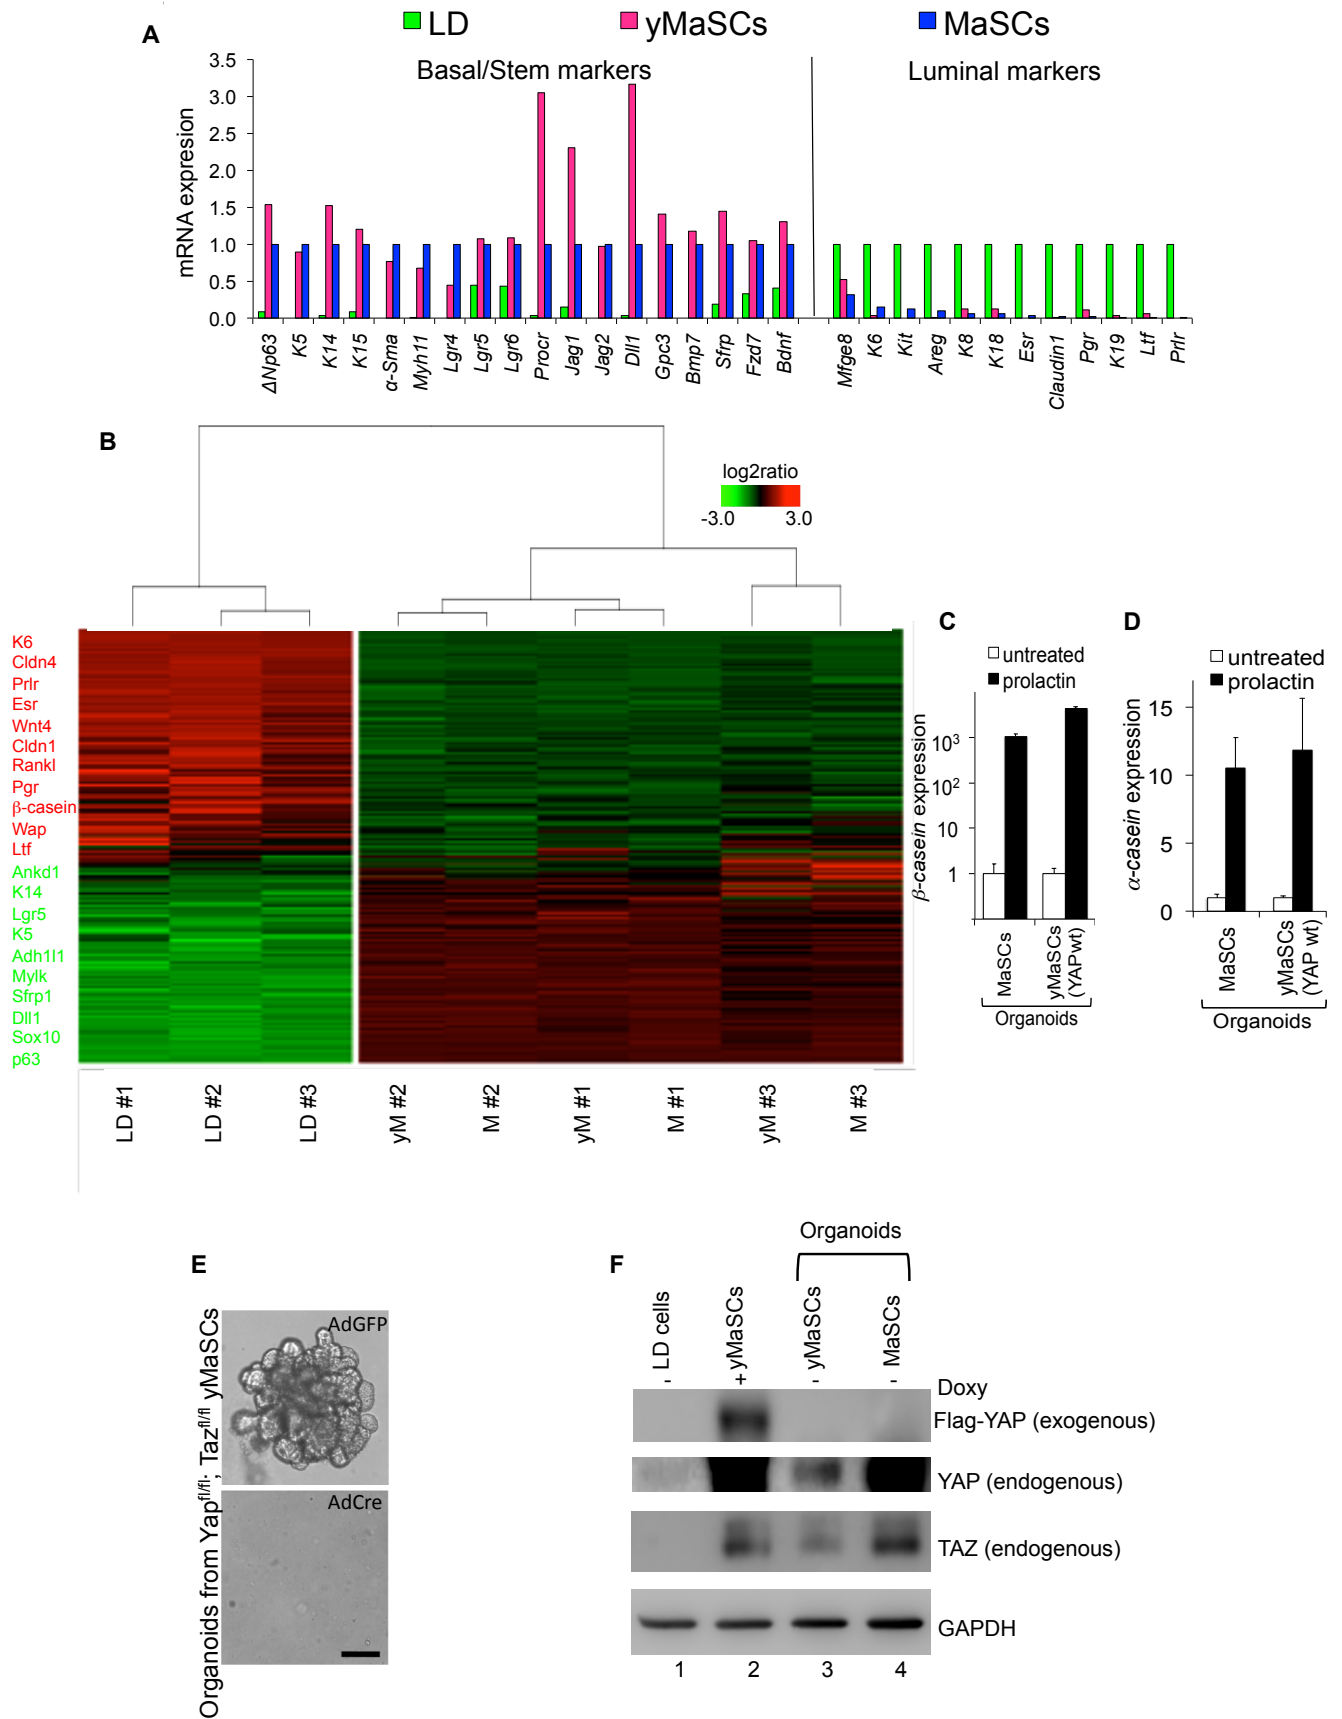 A
LD
yMaSCs
MaSCs
Basal/Stem markers
Luminal markers
mRNA expresion
3.5
3.0
2.5
2.0
1.5
1.0
0.5
0.0
ΔNp63
K5
K14
K15
α-Sma
Myh11
Lgr4
Lgr5
Lgr6
Procr
Jag1
Jag2
Dll1
Gpc3
Bmp7
Sfrp
Fzd7
Bdnf
Mfge8
K6
Kit
Areg
K8
K18
Esr
Claudin1
Pgr
K19
Ltf
Prlr
B
log2ratio
-3.0 3.0
K6
Cldn4
Prlr
Esr
Wnt4
Cldn1
Rankl
Pgr
β-casein
Wap
Ltf
Ankd1
K14
Lgr5
K5
Adh1l1
Mylk
Sfrp1
Dll1
Sox10
p63
LD #1
LD #2
LD #3
yM #2
M #2
yM #1
M #1
yM #3
M #3
C
untreated
prolactin
β-casein expression
10³
10²
10
1
MaSCs
yMaSCs
(YAPwt)
Organoids
D
untreated
prolactin
α-casein expression
15
10
5
0
MaSCs
yMaSCs
(YAP wt)
Organoids
E
Organoids from Yap^fl/fl; Taz^fl/fl yMaSCs
AdGFP
AdCre
F
Organoids
- LD cells
+ yMaSCs
- yMaSCs
- MaSCs
Doxy
Flag-YAP (exogenous)
YAP (endogenous)
TAZ (endogenous)
GAPDH
1 2 3 4